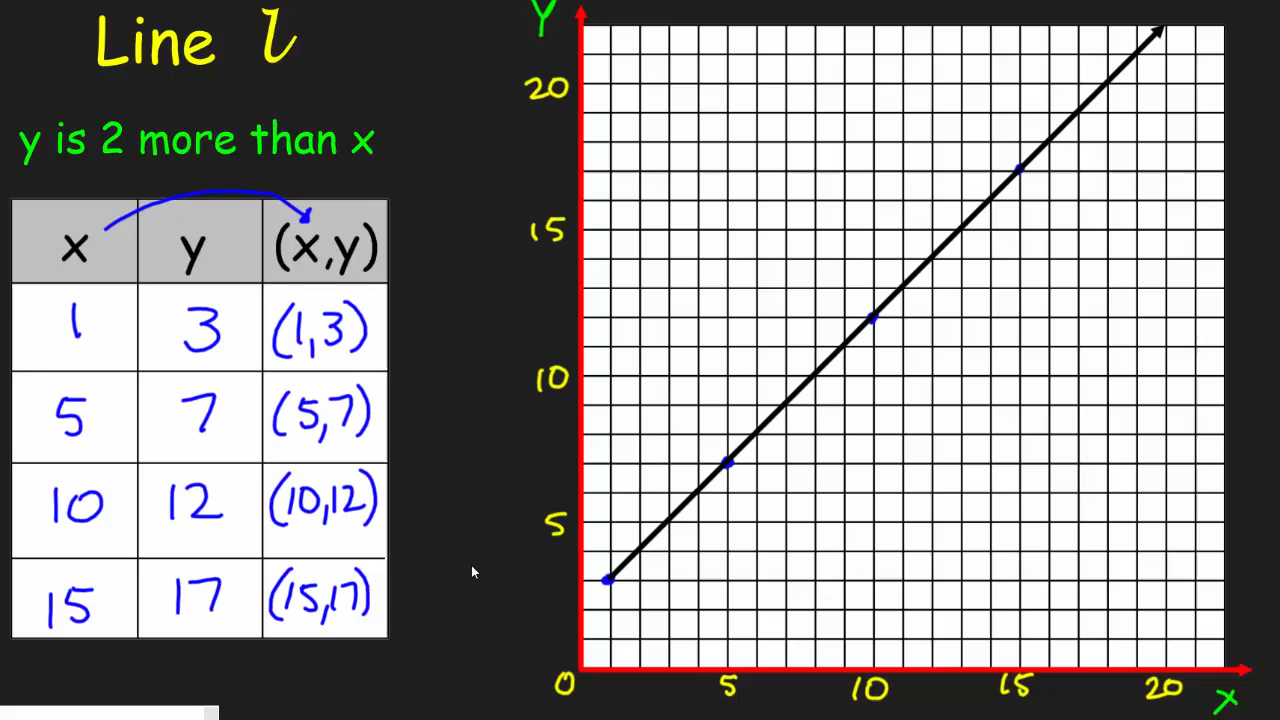 Line l
y is 2 more than x
x y (x,y)
1 3 (1,3)
5 7 (5,7)
10 12 (10,12)
15 17 (15,17)
Y
20
15
10
5
0 5 10 15 20 x